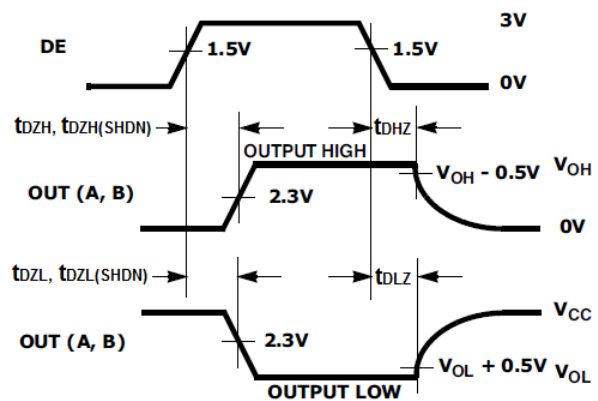 3V
DE
1.5V
1.5V
0V
tDZH, tDZH(SHDN)
tDHZ
OUTPUT HIGH
VOH - 0.5V
VOH
OUT (A, B)
2.3V
0V
tDZL, tDZL(SHDN)
tDLZ
VCC
OUT (A, B)
2.3V
VOL + 0.5V
VOL
OUTPUT LOW